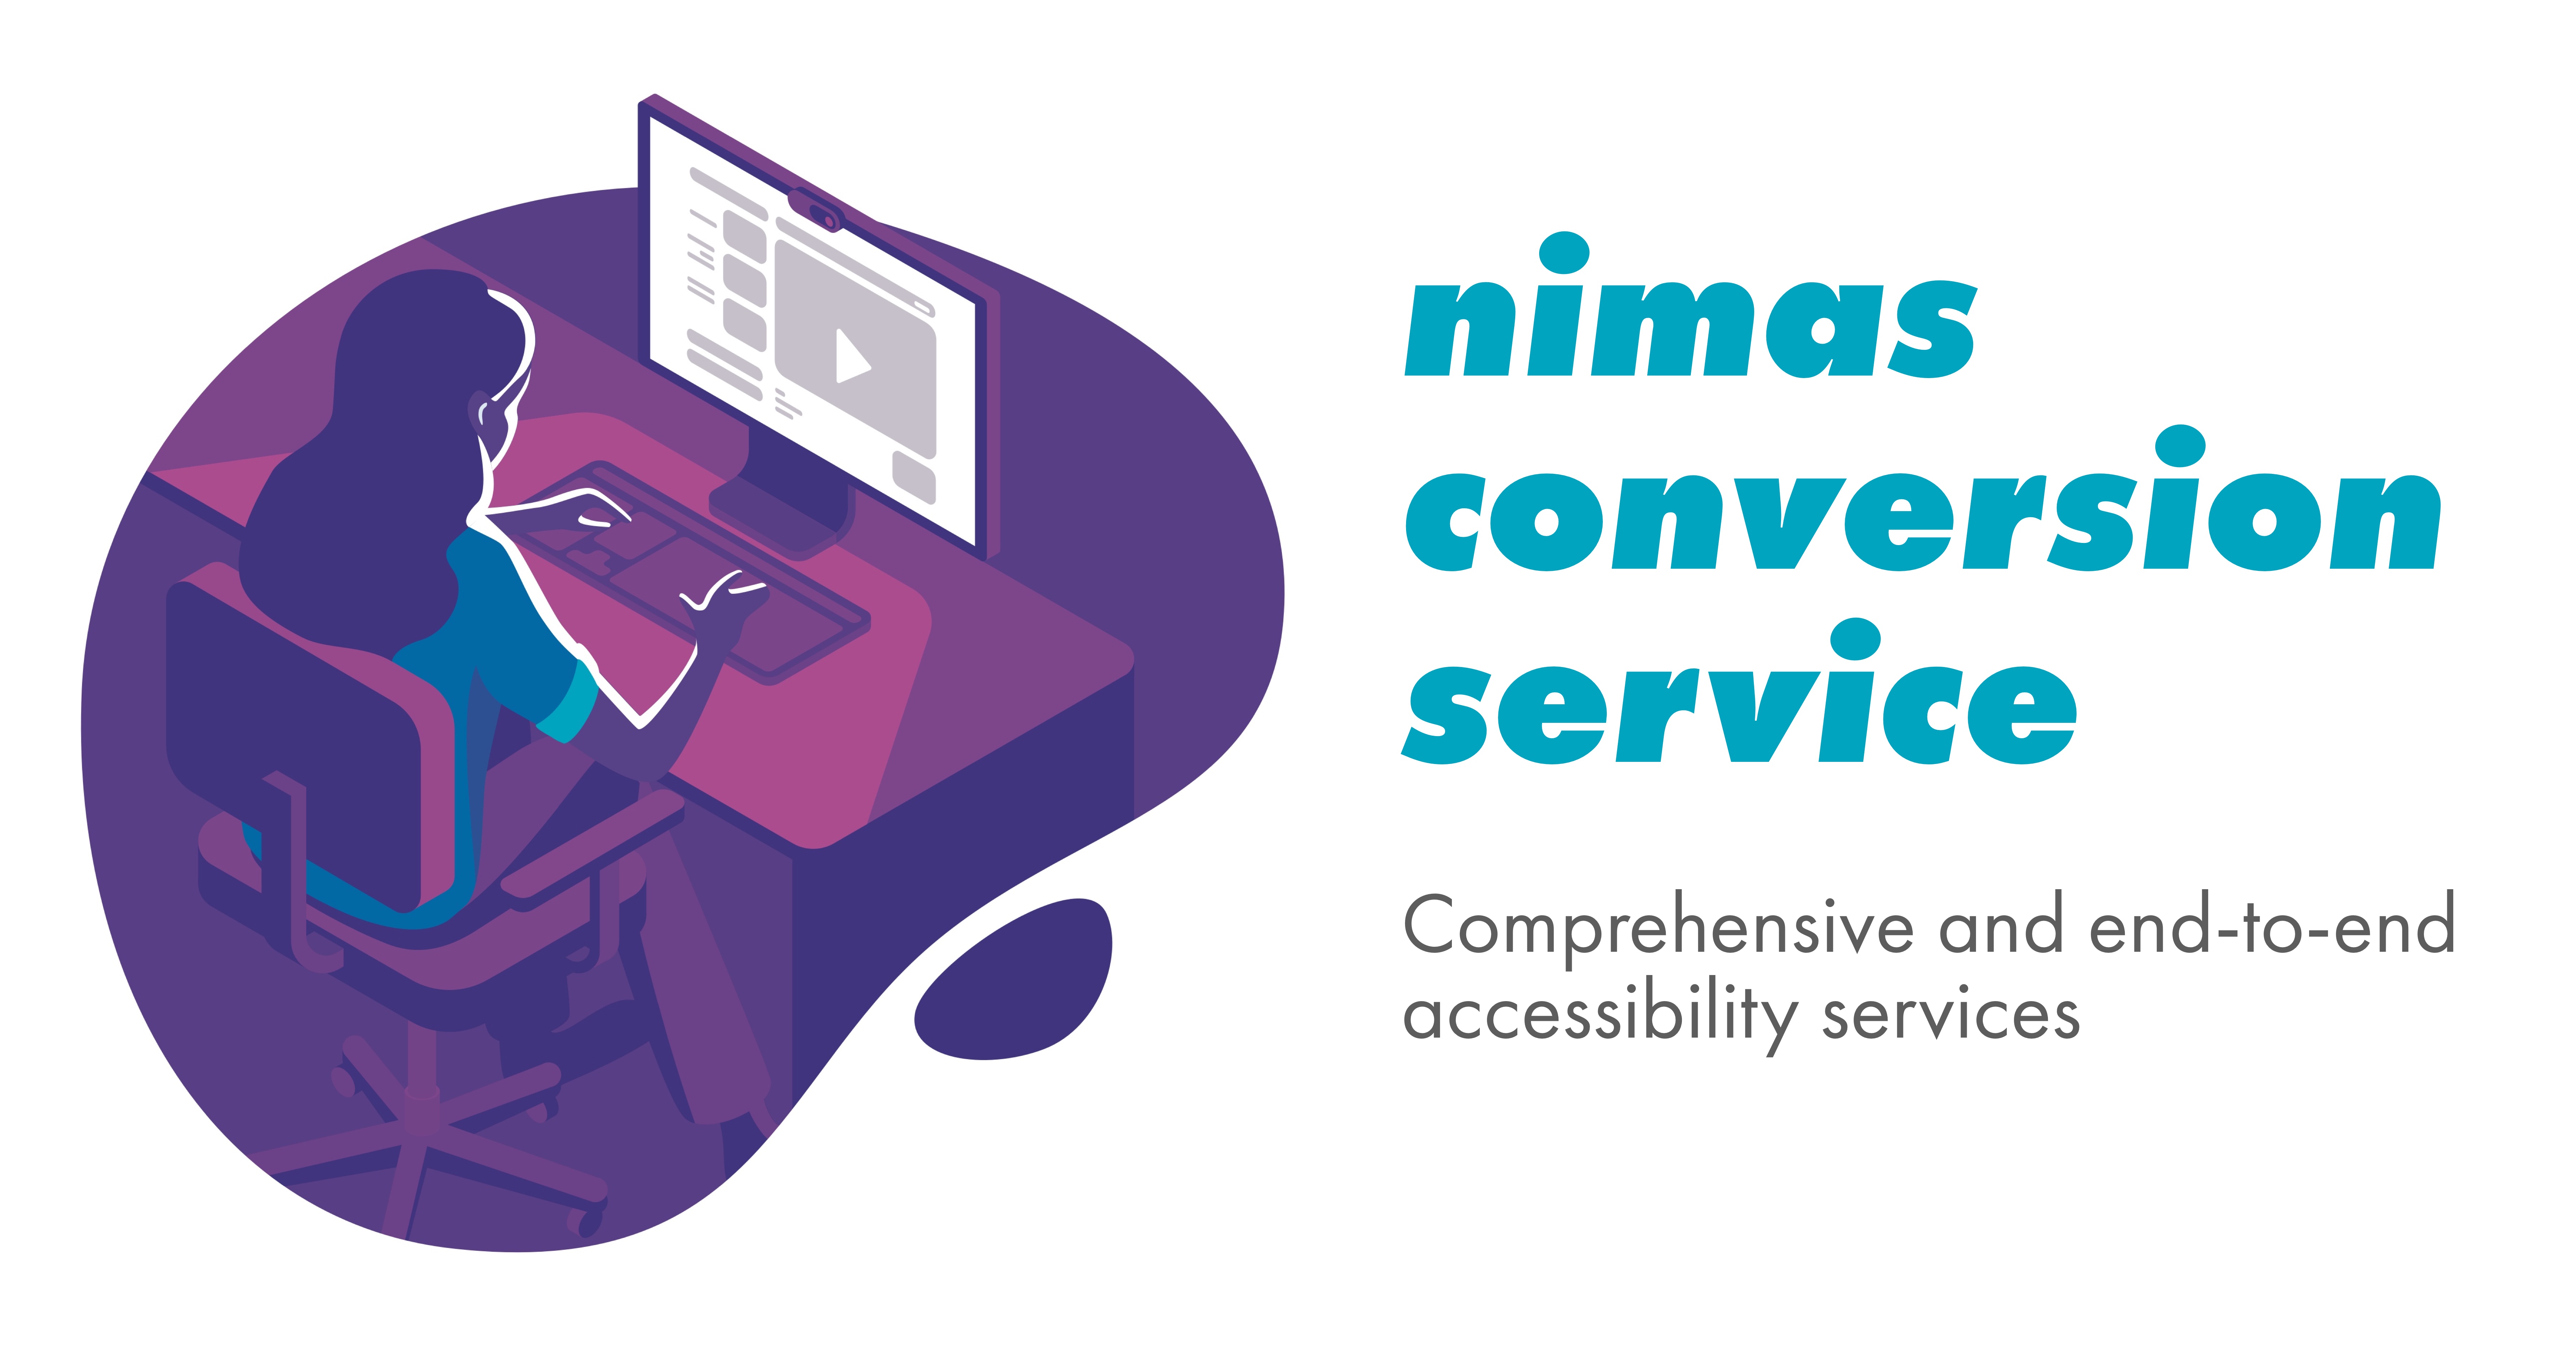 nimas
conversion
service
Comprehensive and end-to-end
accessibility services